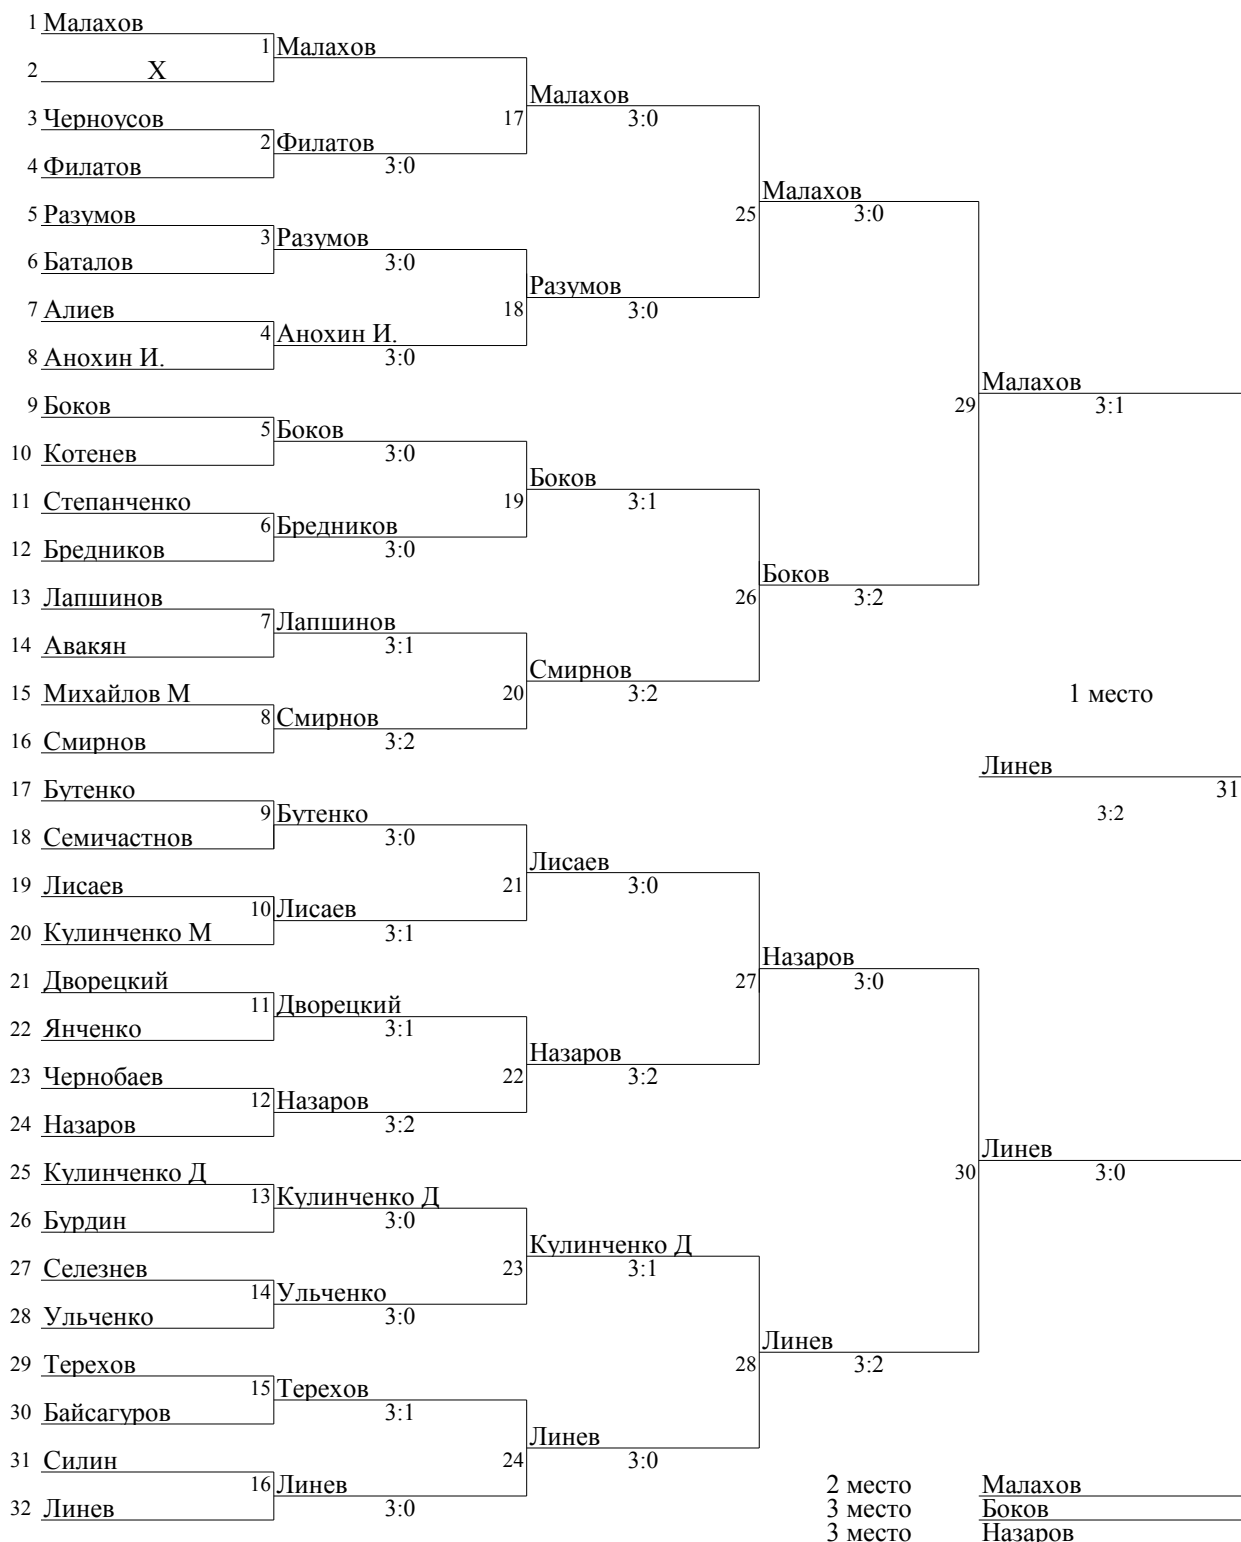 1 Малахов
1 Малахов
2 Х
Малахов
3 Черноусов
17 3:0
2 Филатов
4 Филатов
3:0
Малахов
5 Разумов
25 3:0
3 Разумов
6 Баталов
3:0
Разумов
7 Алиев
18 3:0
4 Анохин И.
8 Анохин И.
3:0
Малахов
9 Боков
29 3:1
5 Боков
10 Котенев
3:0
Боков
11 Степанченко
19 3:1
6 Бредников
12 Бредников
3:0
Боков
13 Лапшинов
26 3:2
7 Лапшинов
14 Авакян
3:1
Смирнов
15 Михайлов М
20 3:2
1 место
8 Смирнов
16 Смирнов
3:2
Линев
17 Бутенко
31
9 Бутенко
3:2
18 Семичастнов
3:0
Лисаев
19 Лисаев
21 3:0
10 Лисаев
20 Кулинченко М
3:1
Назаров
21 Дворецкий
27 3:0
11 Дворецкий
22 Янченко
3:1
Назаров
23 Чернобаев
22 3:2
12 Назаров
24 Назаров
3:2
Линев
25 Кулинченко Д
30 3:0
13 Кулинченко Д
26 Бурдин
3:0
Кулинченко Д
27 Селезнев
23 3:1
14 Ульченко
28 Ульченко
3:0
Линев
29 Терехов
28 3:2
15 Терехов
30 Байсагуров
3:1
Линев
31 Силин
24 3:0
16 Линев
2 место Малахов
32 Линев
3:0
3 место Боков
3 место Назаров